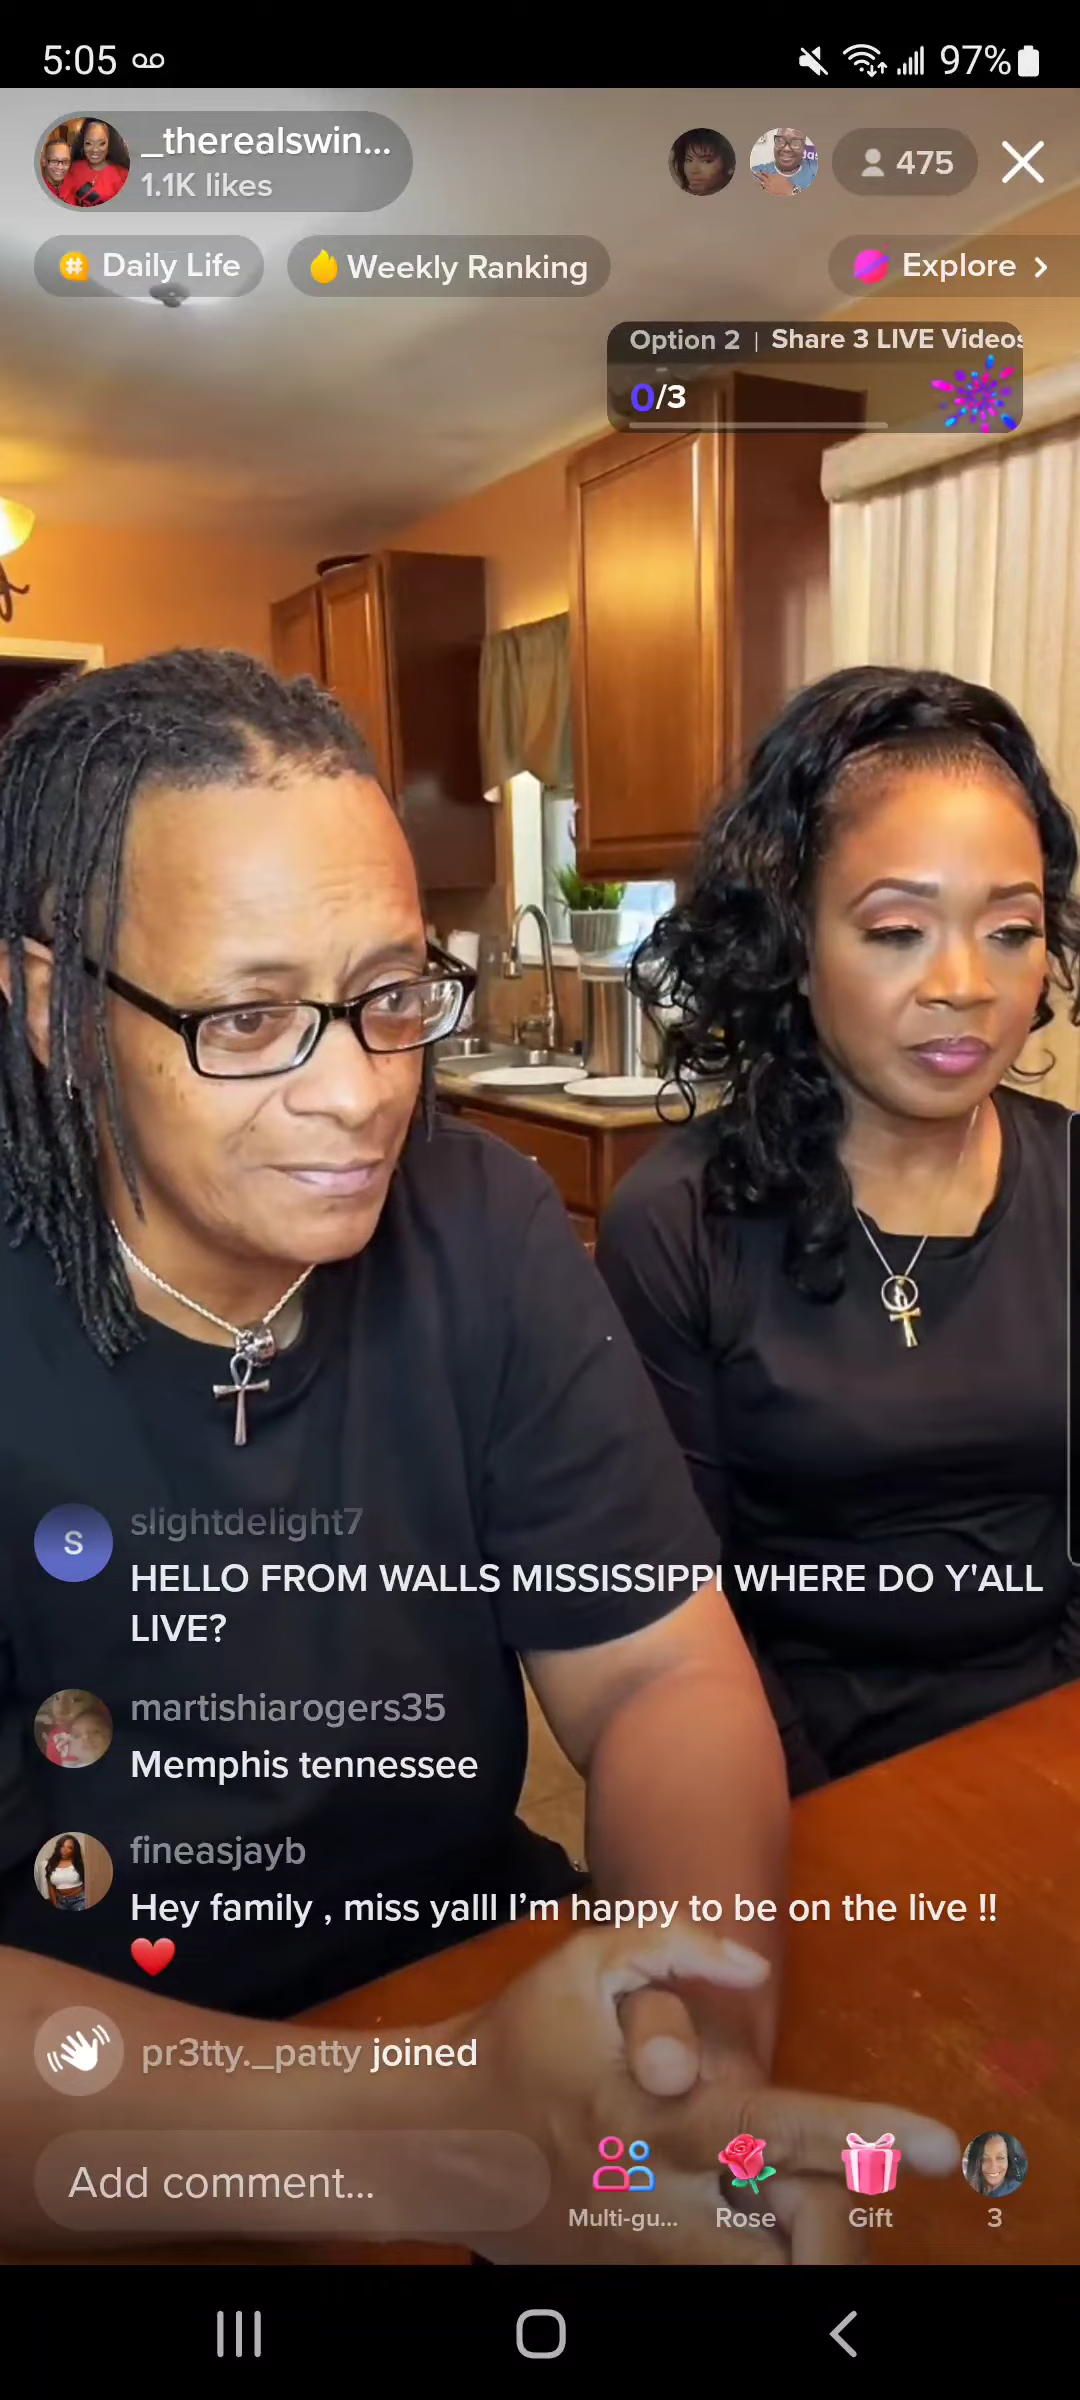 5:05 97%
_therealswin...
1.1K likes
475
Daily Life
Weekly Ranking
Explore
Option 2 | Share 3 LIVE Videos
0/3
slightdelight7
S
HELLO FROM WALLS MISSISSIPPI WHERE DO Y'ALL
LIVE?
martishiarogers35
Memphis tennessee
fineasjayb
Hey family , miss yalll I’m happy to be on the live !!
❤️
pr3tty._patty joined
Add comment...
Multi-gu...
Rose
Gift
3